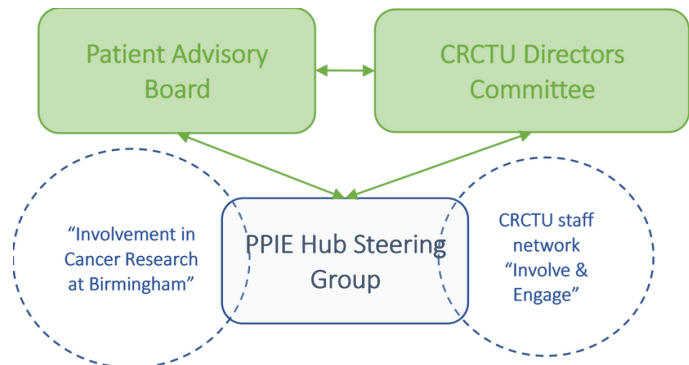 Patient Advisory
Board
CRCTU Directors
Committee
“Involvement in
Cancer Research
at Birmingham”
PPIE Hub Steering
Group
CRCTU staff
network
“Involve &
Engage”